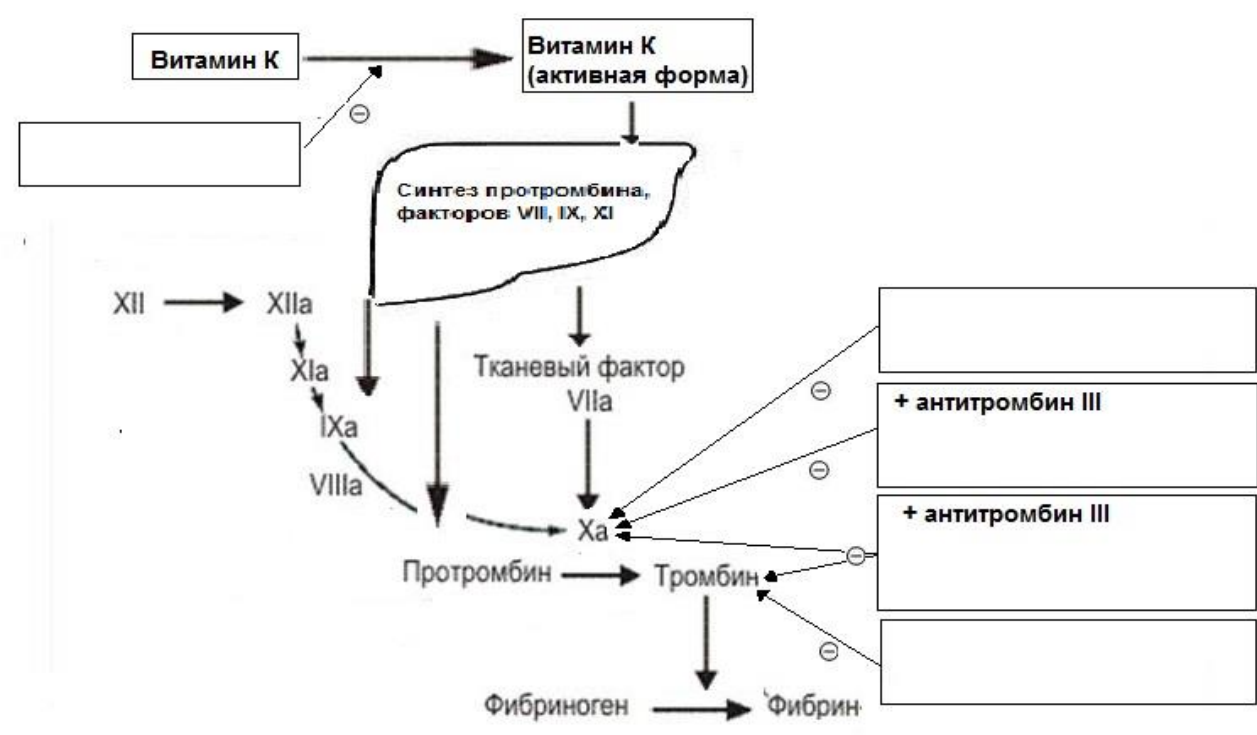 Витамин К
Витамин К
(активная форма)
⊖
Синтез протромбина,
факторов VII, IX, XI
XII
XIIa
XIa
IXa
VIIIa
Тканевый фактор
VIIa
⊖
+ антитромбин III
⊖
+ антитромбин III
Xa
⊖
Протромбин
Тромбин
⊖
Фибриноген
Фибрин